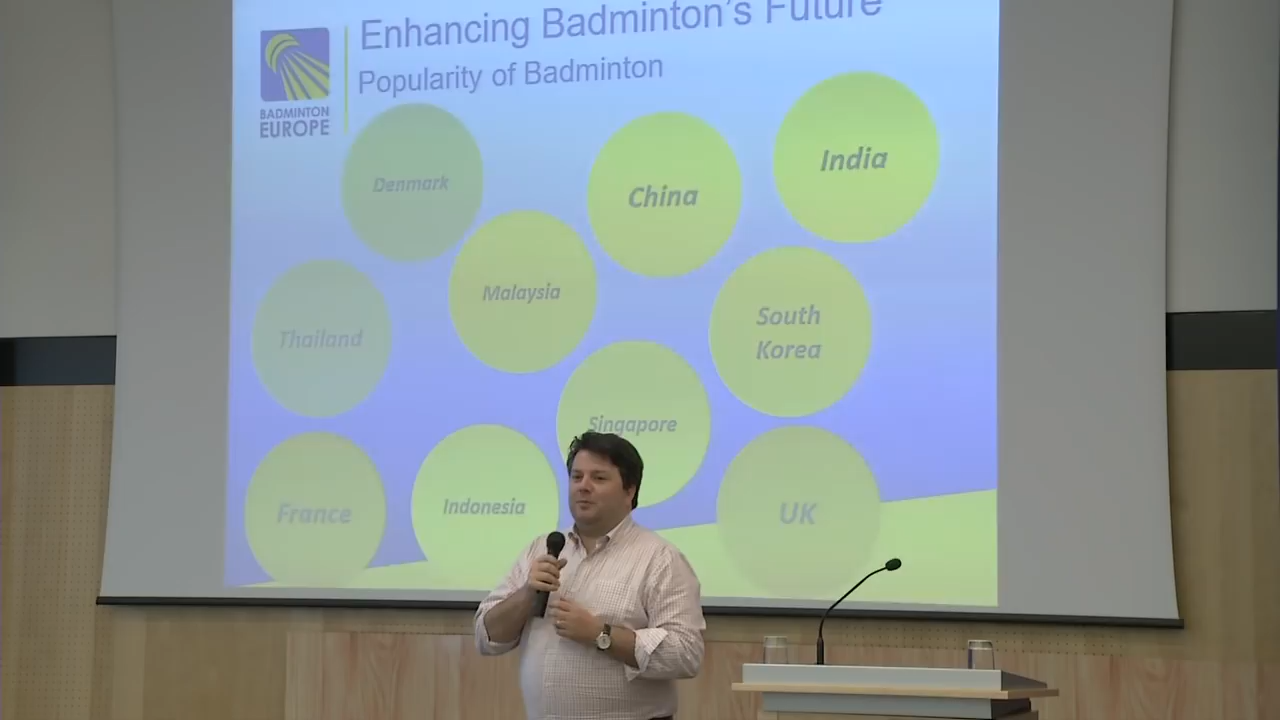 Enhancing Badminton's Future
Popularity of Badminton
BADMINTON
EUROPE
Denmark
China
India
Malaysia
Thailand
South
Korea
Singapore
France
Indonesia
UK